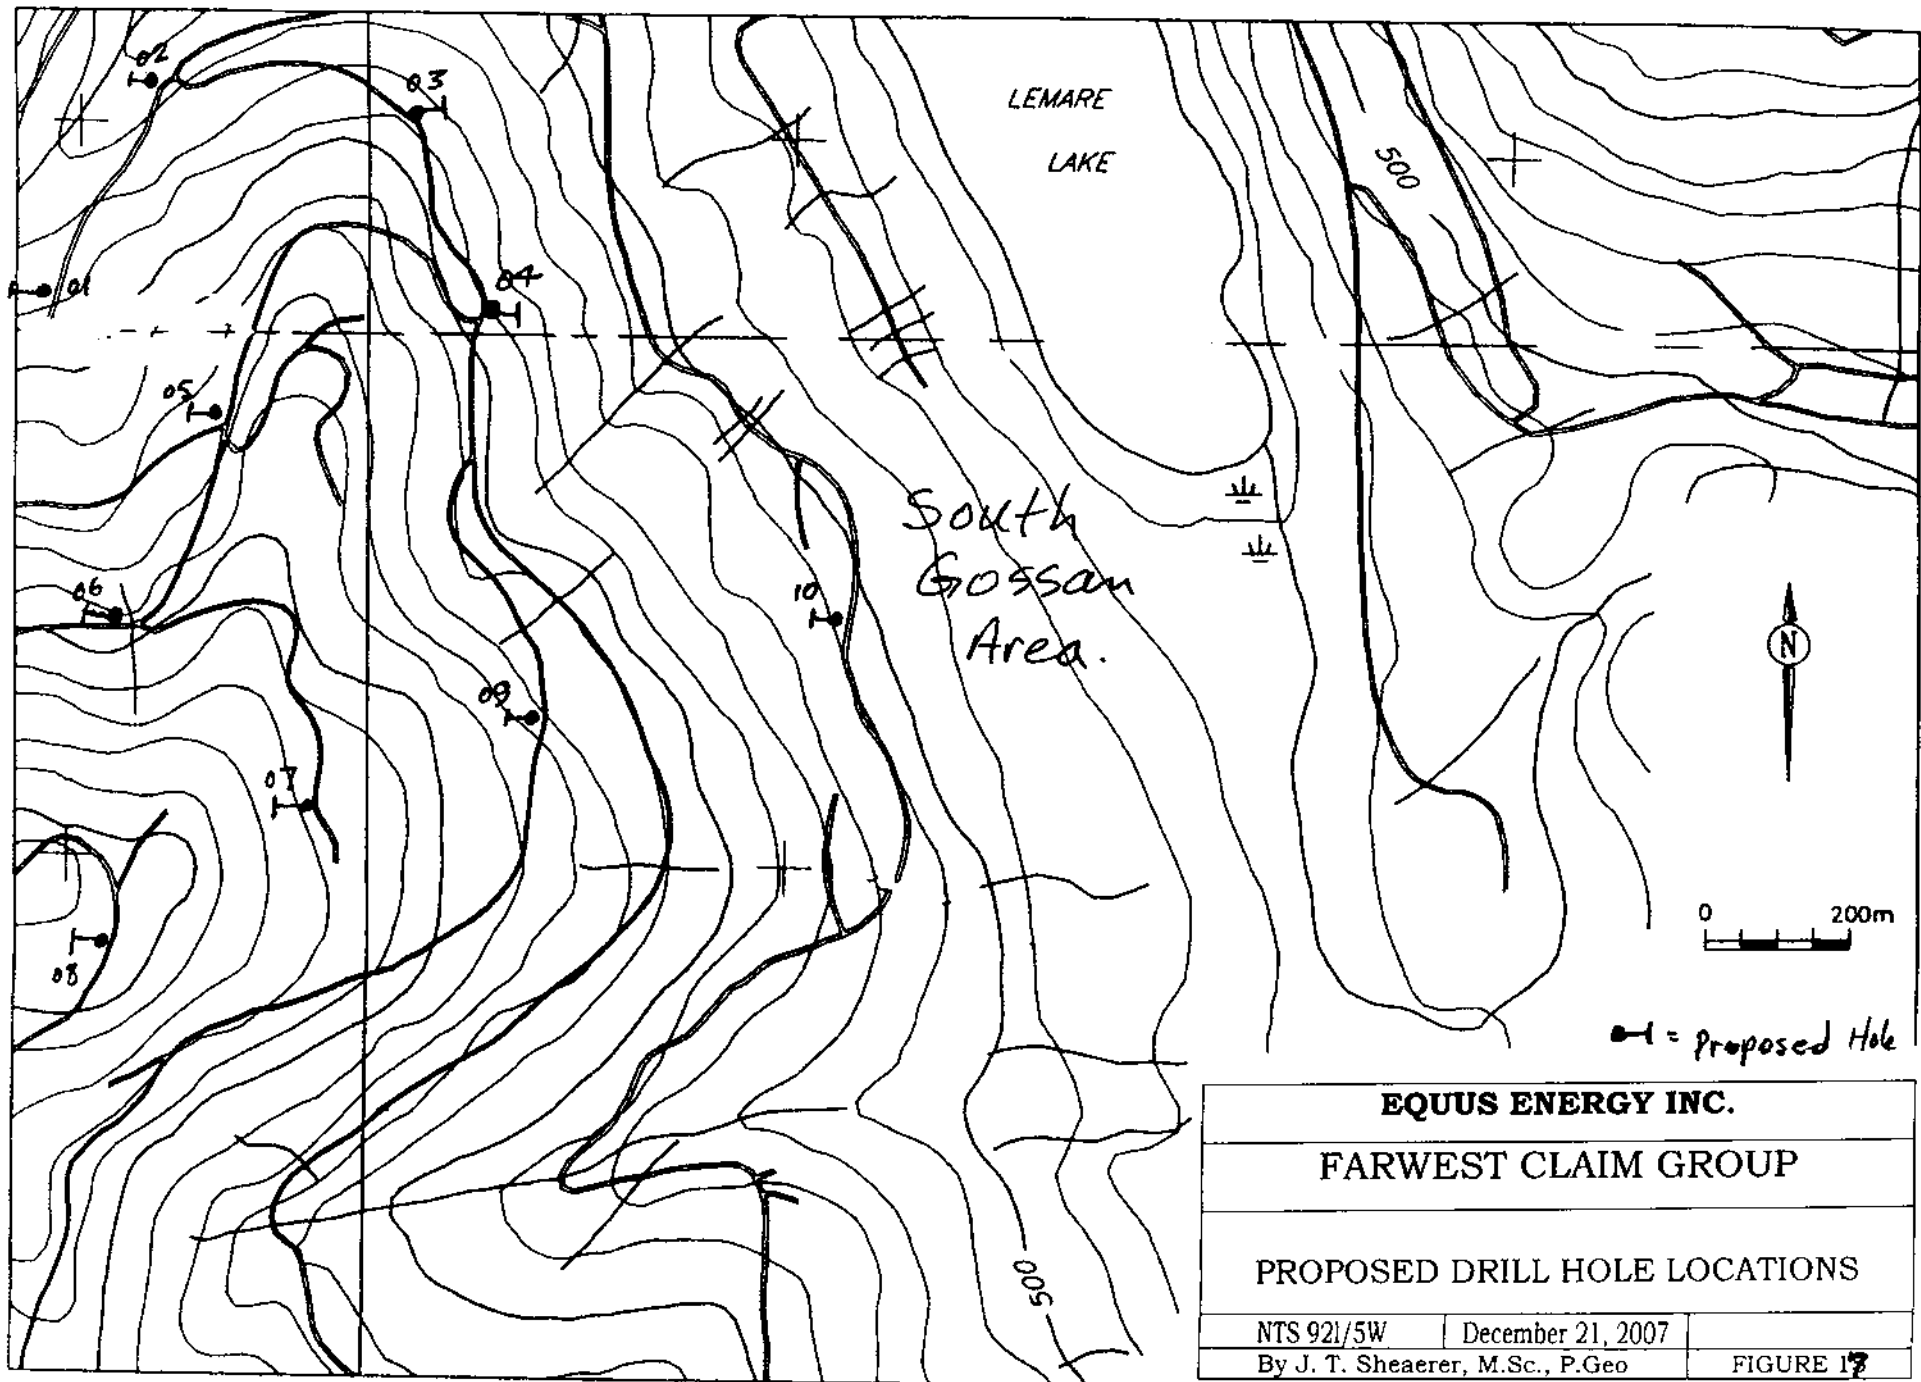 02
03
LEMARE
LAKE
500
01
04
05
South
Gossan
Area.
06
10
N
09
07
0 200m
08
= Proposed Hole
EQUUS ENERGY INC.
FARWEST CLAIM GROUP
PROPOSED DRILL HOLE LOCATIONS
500
NTS 92l/5W December 21, 2007
By J. T. Sheaerer, M.Sc., P.Geo FIGURE